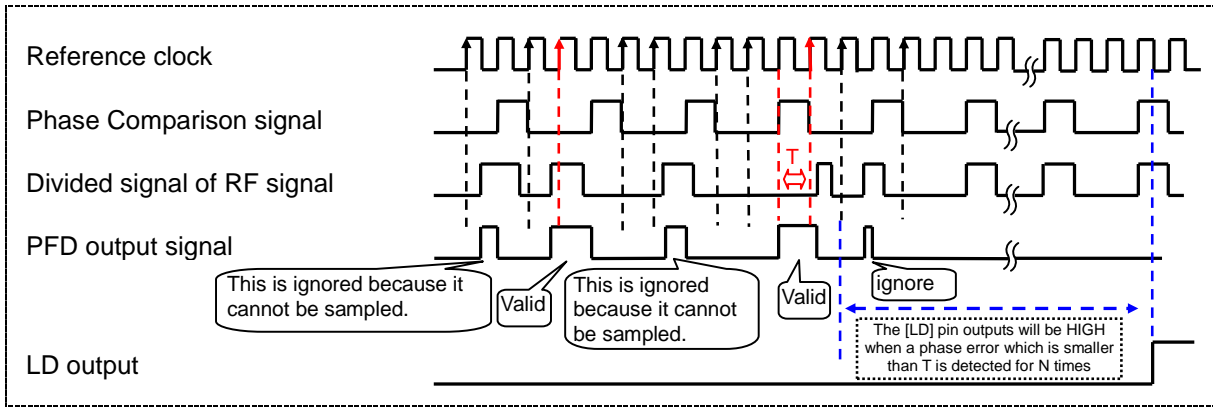 Reference clock
Phase Comparison signal
T
Divided signal of RF signal
PFD output signal
This is ignored because it
cannot be sampled.
Valid
This is ignored
because it cannot
be sampled.
Valid
ignore
The [LD] pin outputs will be HIGH
when a phase error which is smaller
than T is detected for N times
LD output